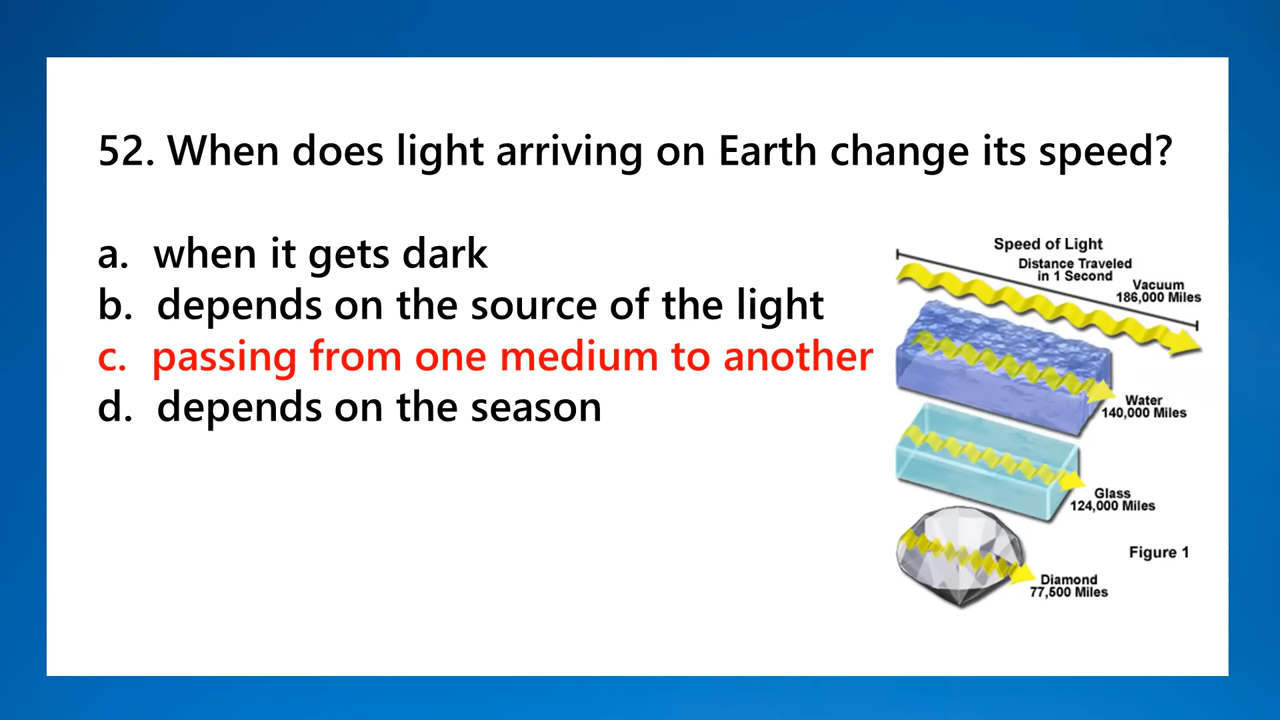 52. When does light arriving on Earth change its speed?
a. when it gets dark
b. depends on the source of the light
c. passing from one medium to another
d. depends on the season
Speed of Light
Distance Traveled
in 1 Second
Vacuum
186,000 Miles
Water
140,000 Miles
Glass
124,000 Miles
Figure 1
Diamond
77,500 Miles